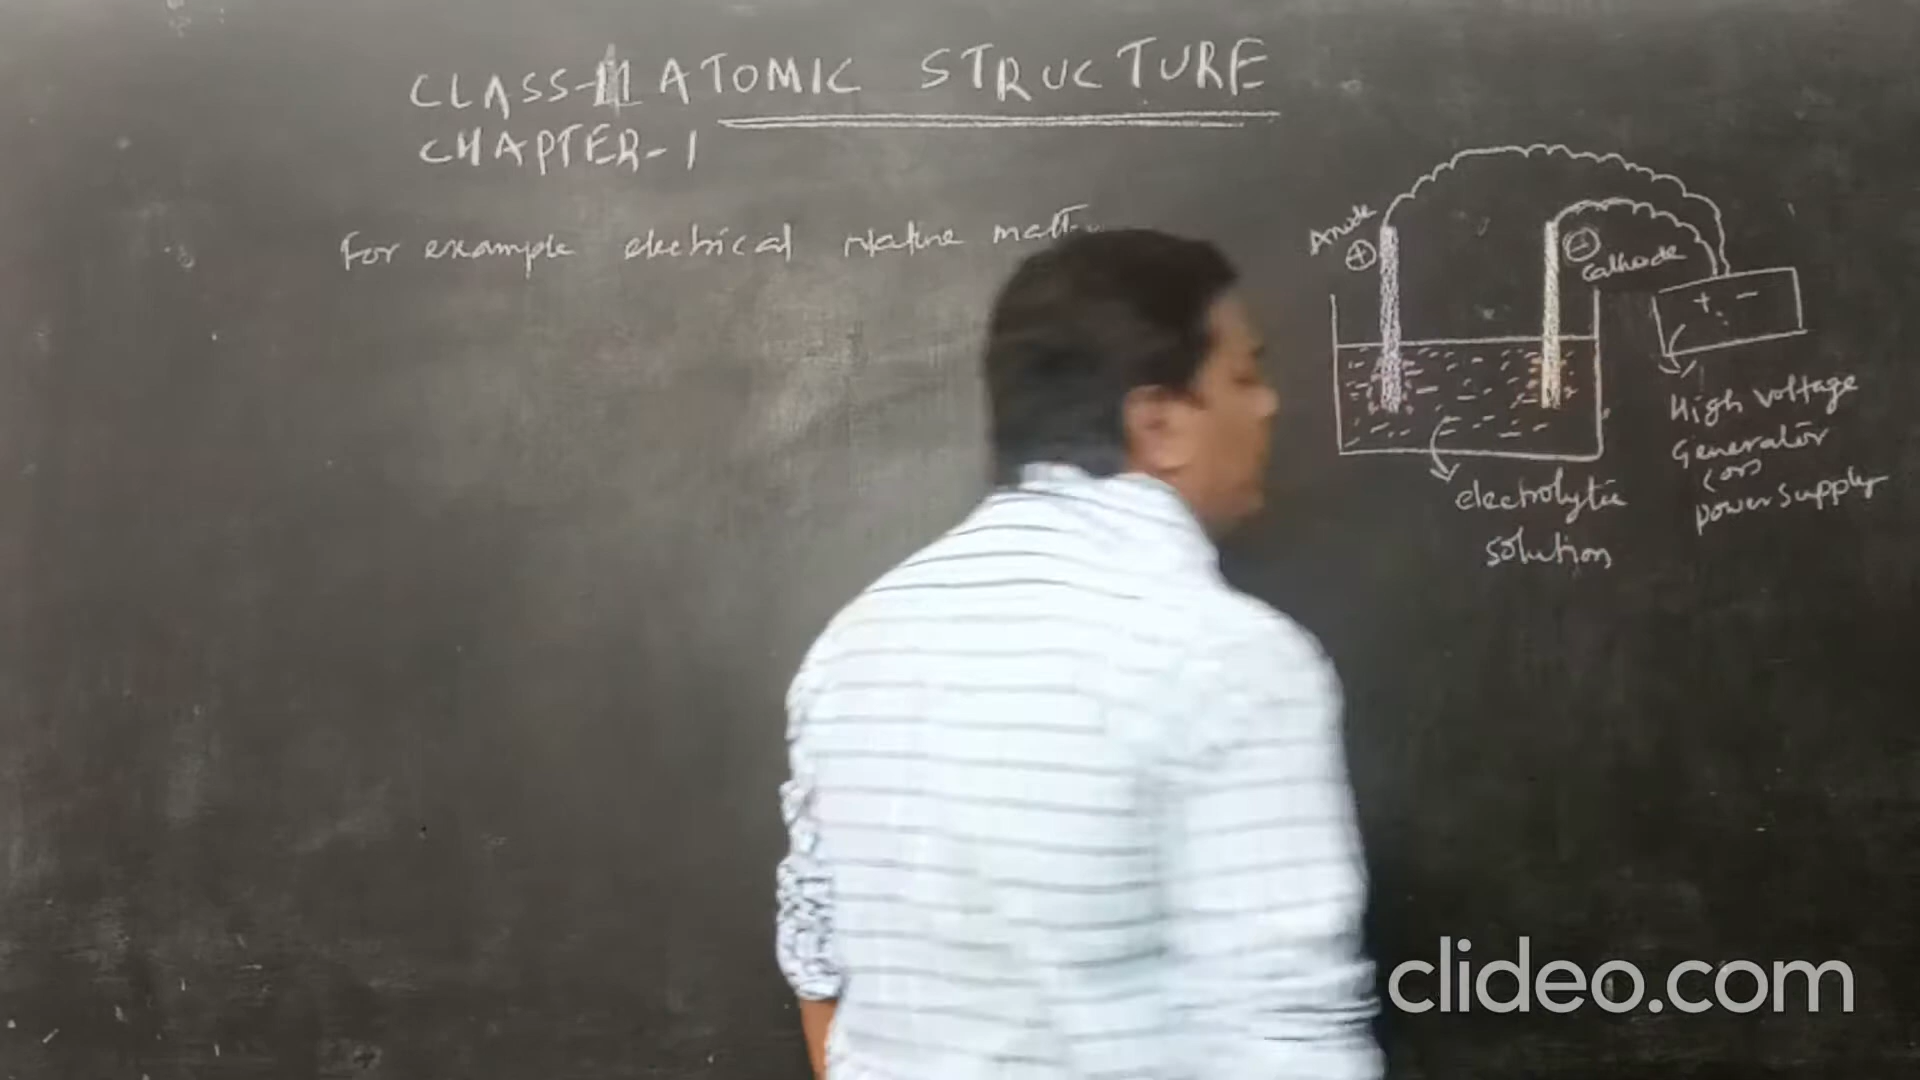 CLASS-11 ATOMIC STRUCTURE
CHAPTER-1
For example electrical nature
Anode
+
-
Cathode
+ -
High voltage
Generator
(or)
power supply
electrolytic
solution
clideo.com